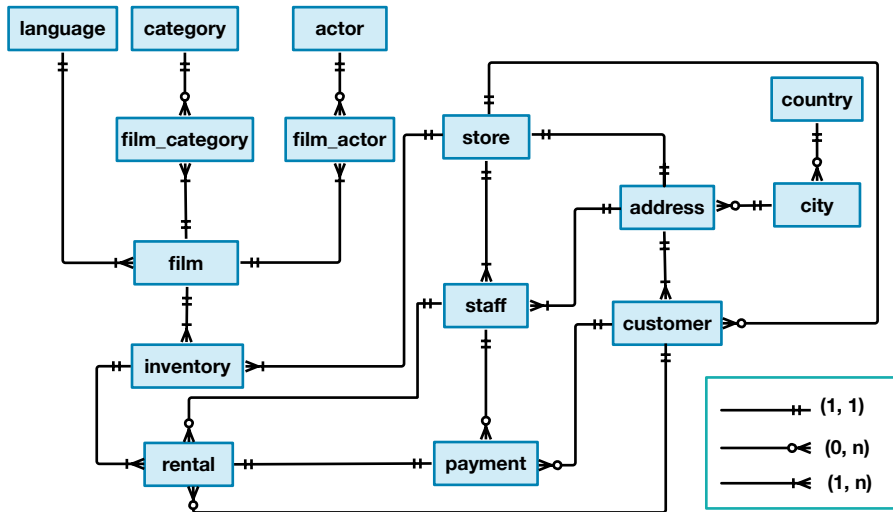 language
category
actor
country
film_category
film_actor
store
address
city
film
staff
customer
inventory
rental
payment
(1, 1)
(0, n)
(1, n)